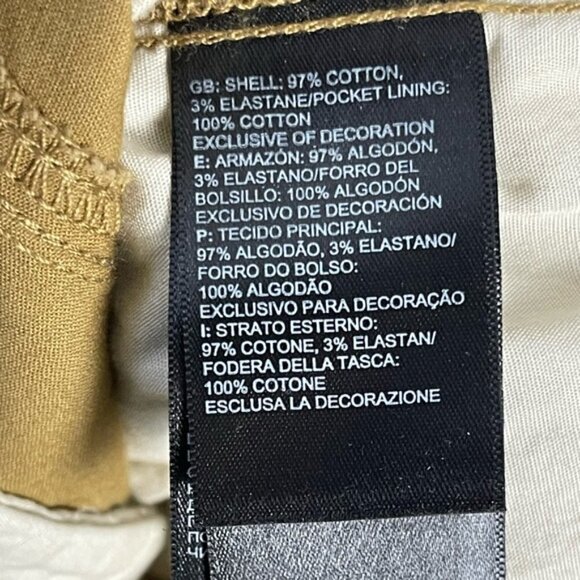 GB: SHELL: 97% COTTON,
3% ELASTANE/POCKET LINING:
100% COTTON
EXCLUSIVE OF DECORATION
E: ARMAZÓN: 97% ALGODÓN,
3% ELASTANO/FORRO DEL
BOLSILLO: 100% ALGODÓN
EXCLUSIVO DE DECORACIÓN
P: TECIDO PRINCIPAL:
97% ALGODÃO, 3% ELASTANO/
FORRO DO BOLSO:
100% ALGODÃO
EXCLUSIVO PARA DECORAÇÃO
I: STRATO ESTERNO:
97% COTONE, 3% ELASTAN/
FODERA DELLA TASCA:
100% COTONE
ESCLUSA LA DECORAZIONE